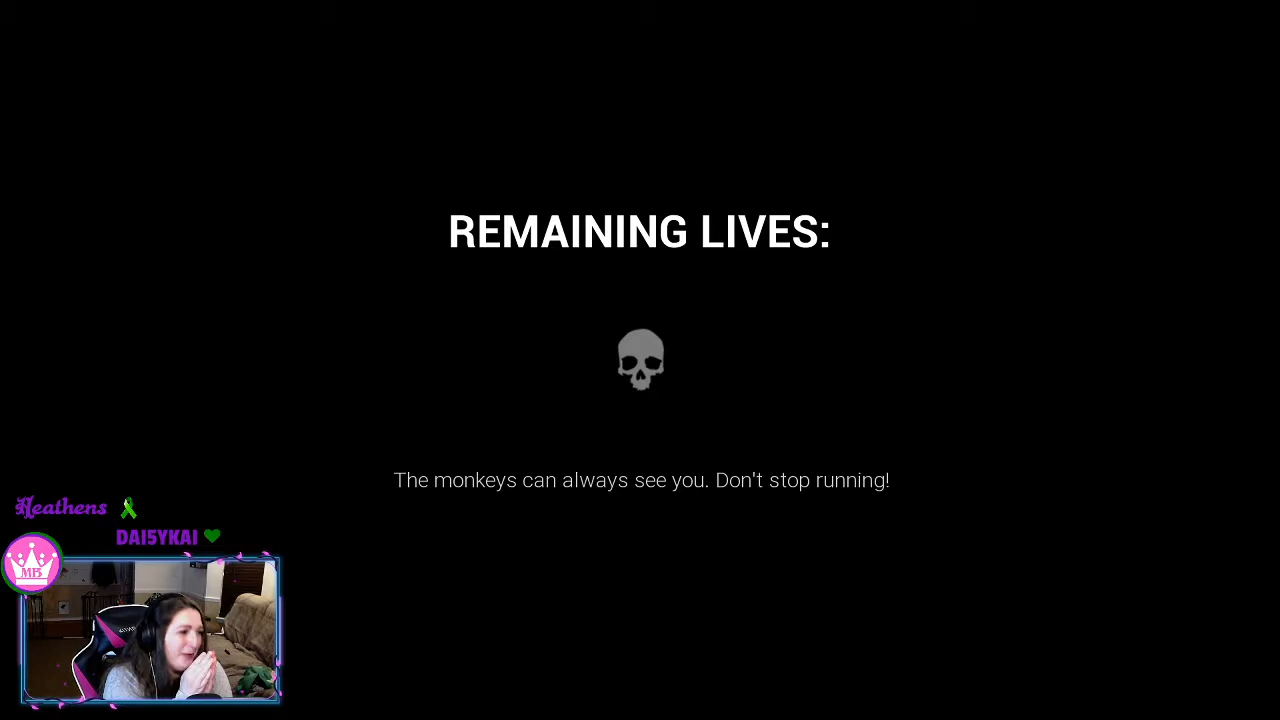 REMAINING LIVES:
The monkeys can always see you. Don't stop running!
Heathens
DAI5YKAI
MB